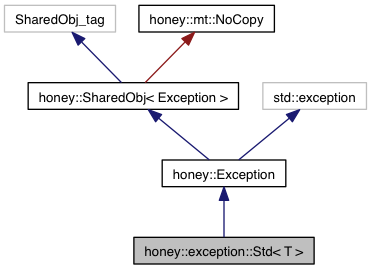 SharedObj_tag
honey::mt::NoCopy
honey::SharedObj< Exception >
std::exception
honey::Exception
honey::exception::Std< T >